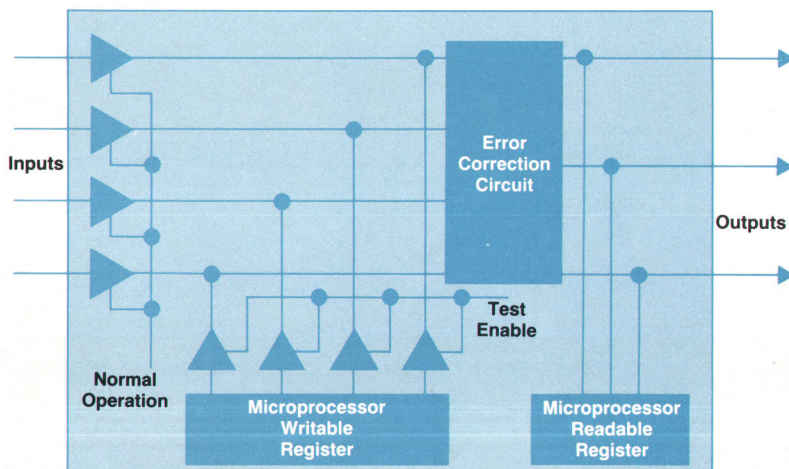 Inputs
Error
Correction
Circuit
Outputs
Test
Enable
Normal
Operation
Microprocessor
Writable
Register
Microprocessor
Readable
Register